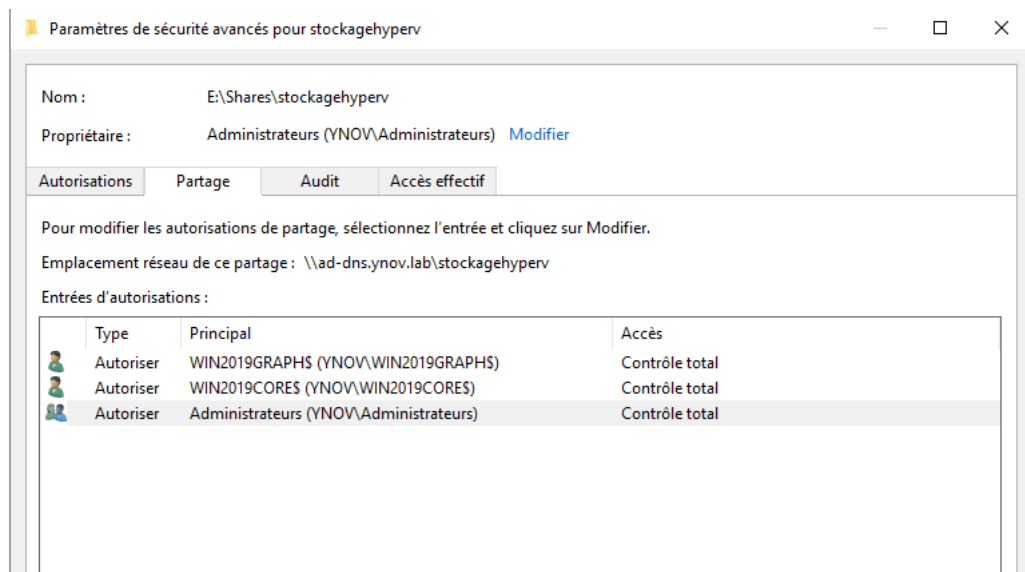 Paramètres de sécurité avancés pour stockagehyperv
Nom : E:\Shares\stockagehyperv
Propriétaire : Administrateurs (YNOV\Administrateurs) Modifier
Autorisations Partage Audit Accès effectif
Pour modifier les autorisations de partage, sélectionnez l'entrée et cliquez sur Modifier.
Emplacement réseau de ce partage : \\ad-dns.ynov.lab\stockagehyperv
Entrées d'autorisations :
Type Principal Accès
Autoriser WIN2019GRAPH$ (YNOV\WIN2019GRAPH$) Contrôle total
Autoriser WIN2019CORE$ (YNOV\WIN2019CORE$) Contrôle total
Autoriser Administrateurs (YNOV\Administrateurs) Contrôle total